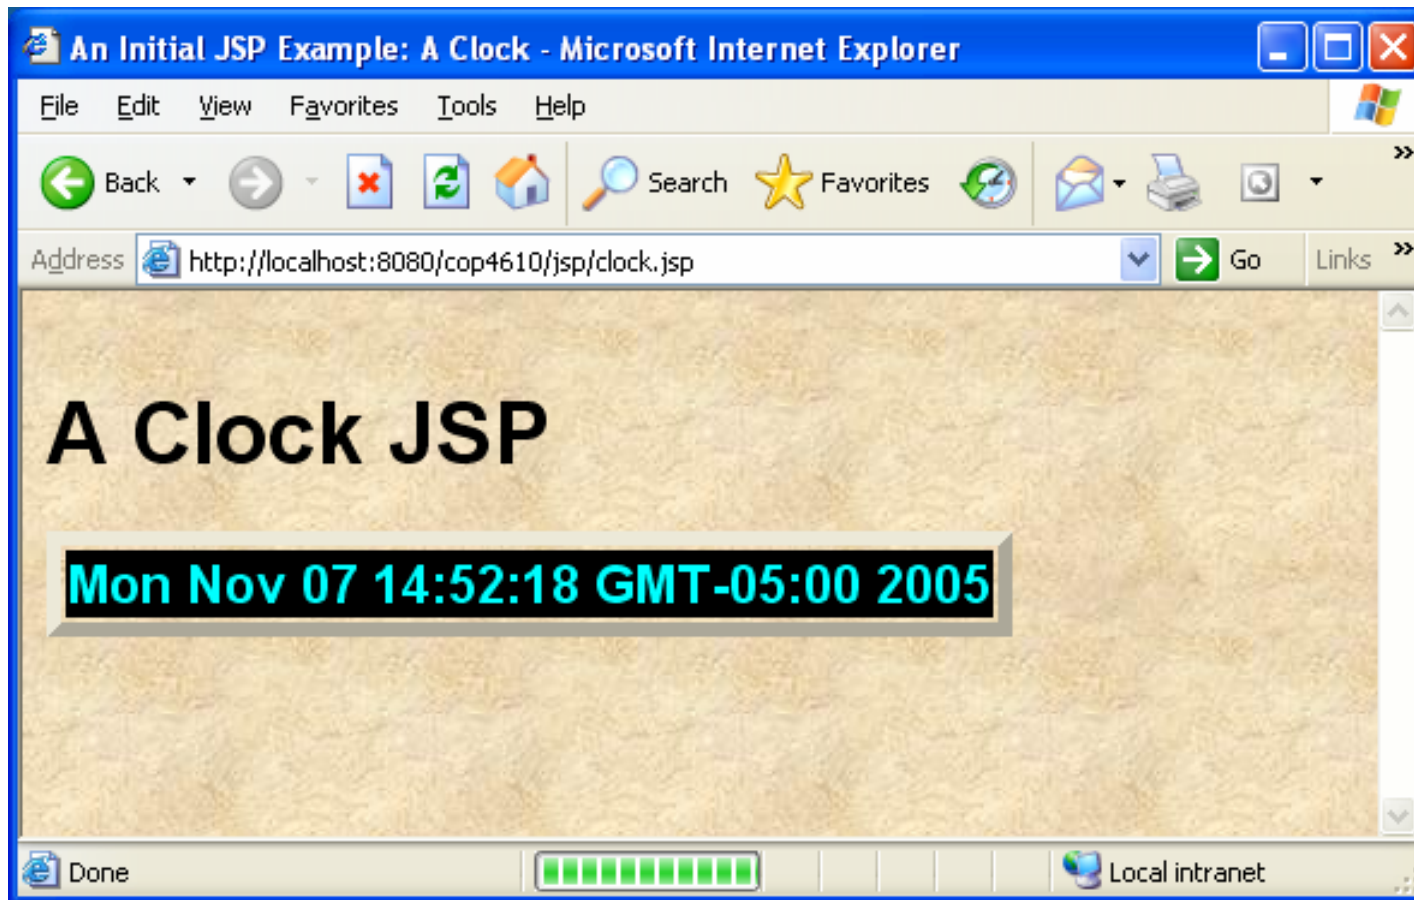 An Initial JSP Example: A Clock - Microsoft Internet Explorer
File Edit View Favorites Tools Help
Back Search Favorites »
Address http://localhost:8080/cop4610/jsp/clock.jsp Go Links »
A Clock JSP
Mon Nov 07 14:52:18 GMT-05:00 2005
Done Local intranet